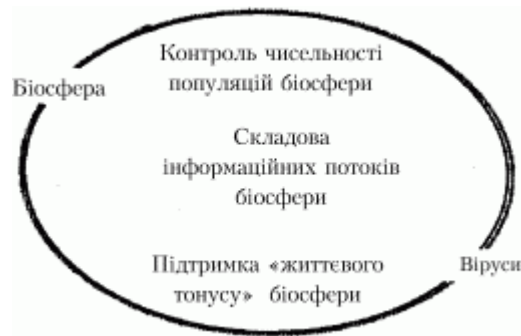 Контроль чисельності
популяцій біосфери
Біосфера
Складова
інформаційних потоків
біосфери
Підтримка «життєвого
тонусу» біосфери
Віруси